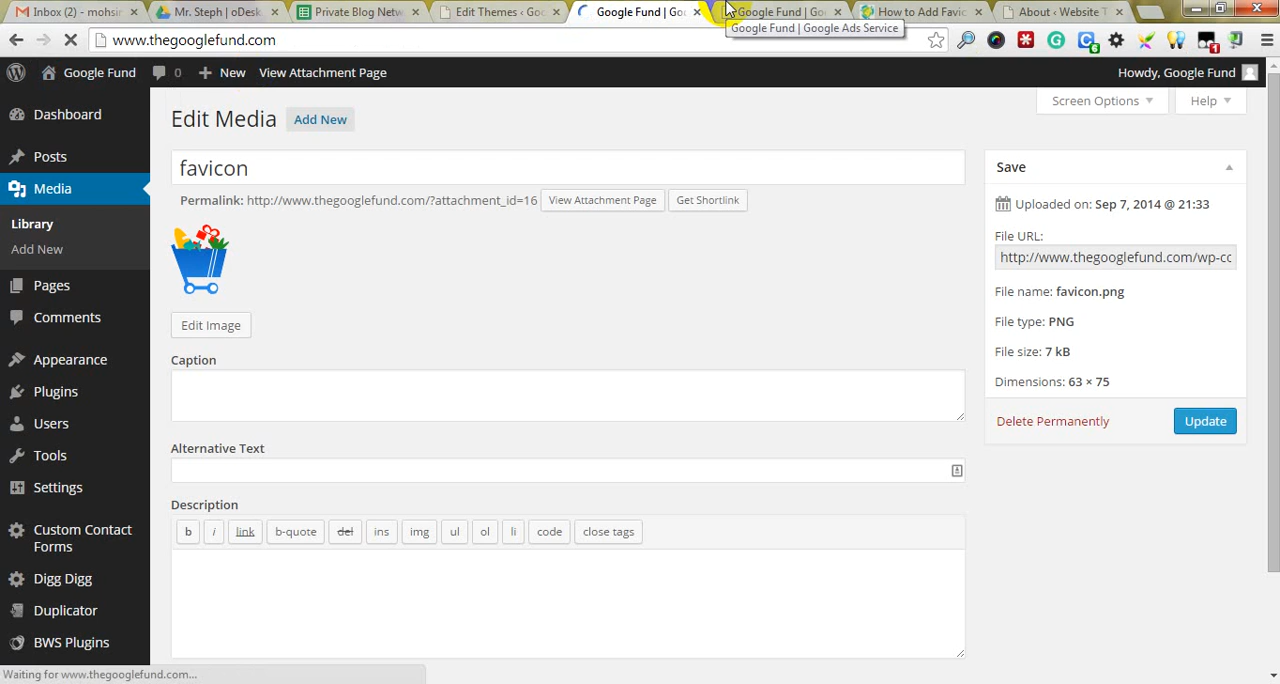 Inbox (2) - mohsin
Mr. Steph | oDesk
Private Blog Netw
Edit Themes ‹ Goo
Google Fund | Goo
Google Fund | Goo
How to Add Favic
About ‹ Website T
Google Fund | Google Ads Service
www.thegooglefund.com
Google Fund
0
New
View Attachment Page
Howdy, Google Fund
Screen Options
Help
Dashboard
Posts
Media
Library
Add New
Pages
Comments
Appearance
Plugins
Users
Tools
Settings
Custom Contact
Forms
Digg Digg
Duplicator
BWS Plugins
Edit Media
Add New
favicon
Permalink: http://www.thegooglefund.com/?attachment_id=16
View Attachment Page
Get Shortlink
Edit Image
Caption
Alternative Text
Description
b
i
link
b-quote
del
ins
img
ul
ol
li
code
close tags
Save
Uploaded on: Sep 7, 2014 @ 21:33
File URL:
http://www.thegooglefund.com/wp-cc
File name: favicon.png
File type: PNG
File size: 7 kB
Dimensions: 63 × 75
Delete Permanently
Update
Waiting for www.thegooglefund.com...